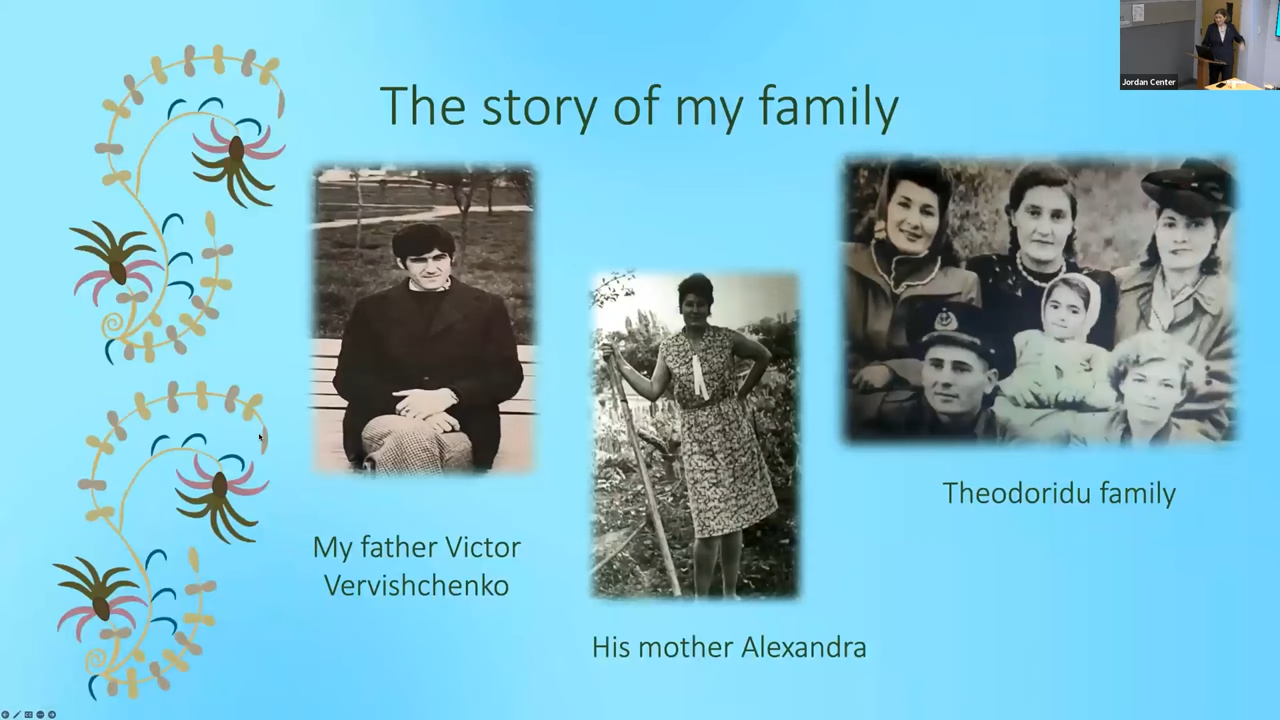 Jordan Center
The story of my family
My father Victor
Vervishchenko
His mother Alexandra
Theodoridu family